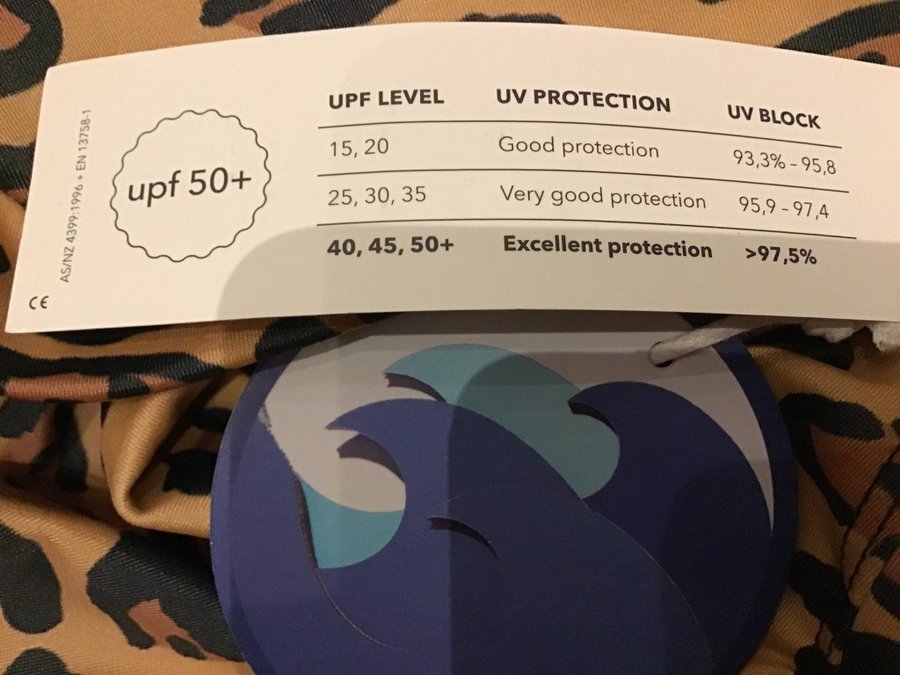 AS/NZ 4399:1996 + EN 13758-1
CE
upf 50+
UPF LEVEL UV PROTECTION UV BLOCK
15, 20 Good protection 93,3% - 95,8
25, 30, 35 Very good protection 95,9 - 97,4
40, 45, 50+ Excellent protection >97,5%